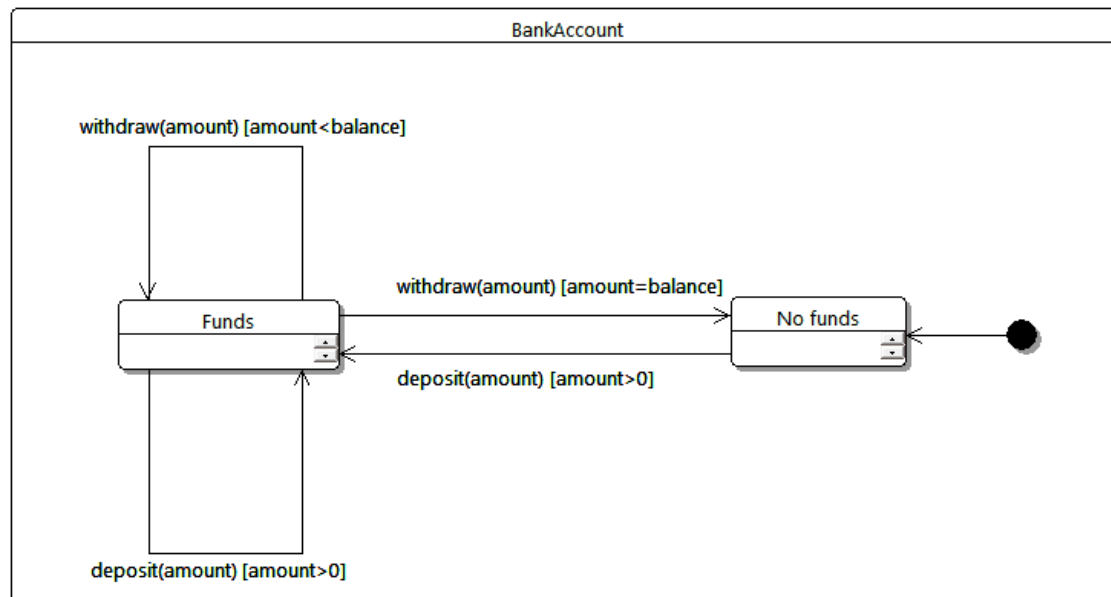 BankAccount
withdraw(amount) [amount<balance]
withdraw(amount) [amount=balance]
Funds
No funds
deposit(amount) [amount>0]
deposit(amount) [amount>0]